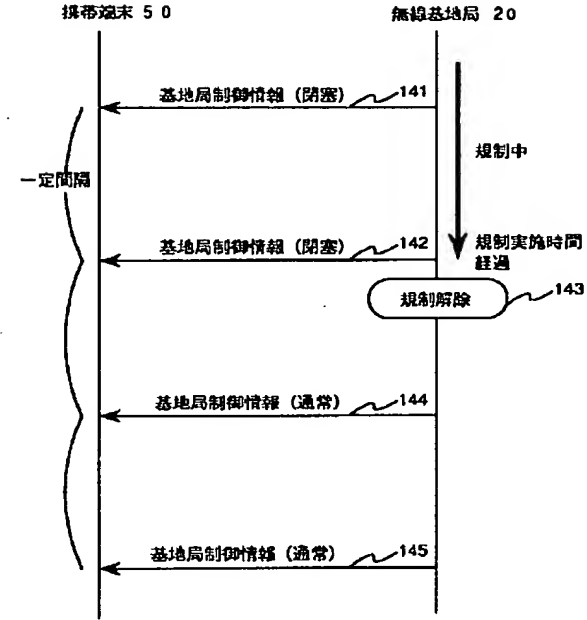 携帯端末 50
無線基地局 20
基地局制御情報（閉塞）
141
規制中
一定間隔
基地局制御情報（閉塞）
142
規制実施時間
経過
規制解除
143
基地局制御情報（通常）
144
基地局制御情報（通常）
145